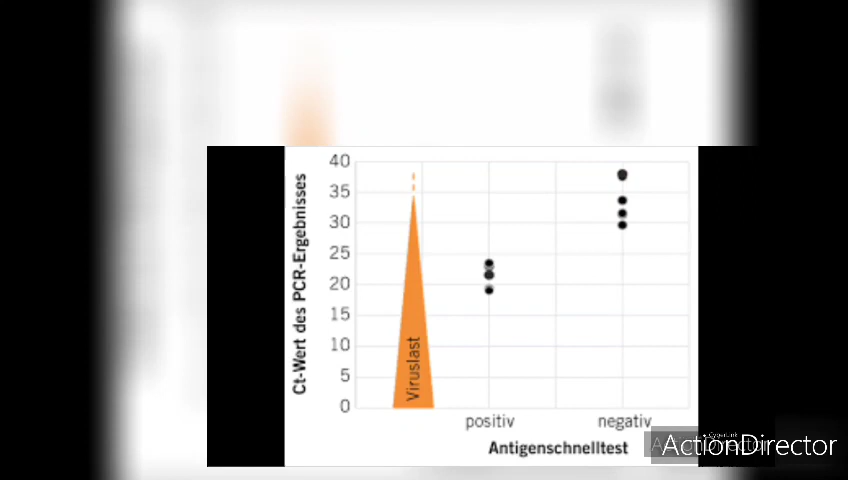 Ct-Wert des PCR-Ergebnisses
40
35
30
25
20
15
10
5
0
Viruslast
positiv
negativ
Antigenschnelltest
CyberLink
ActionDirector